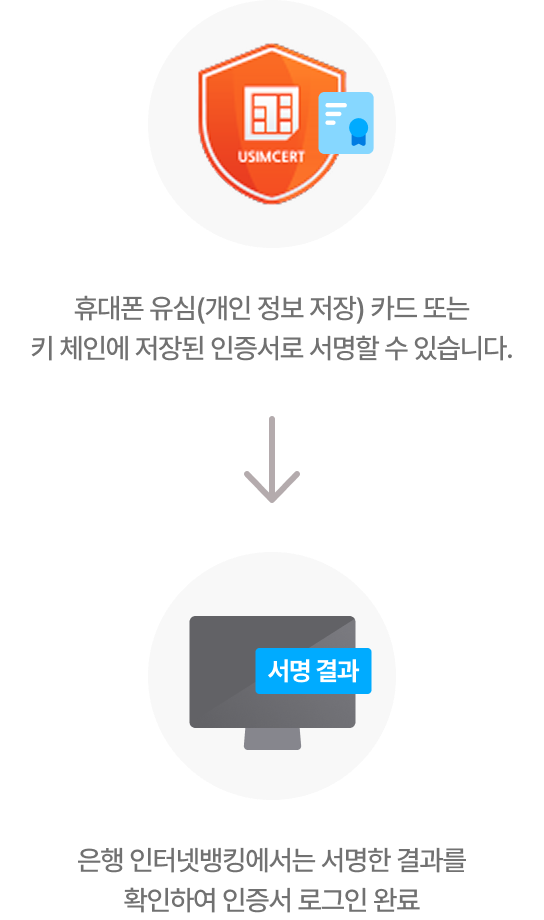 USIMCERT
휴대폰 유심(개인 정보 저장) 카드 또는
키 체인에 저장된 인증서로 서명할 수 있습니다.
서명 결과
은행 인터넷뱅킹에서는 서명한 결과를
확인하여 인증서 로그인 완료